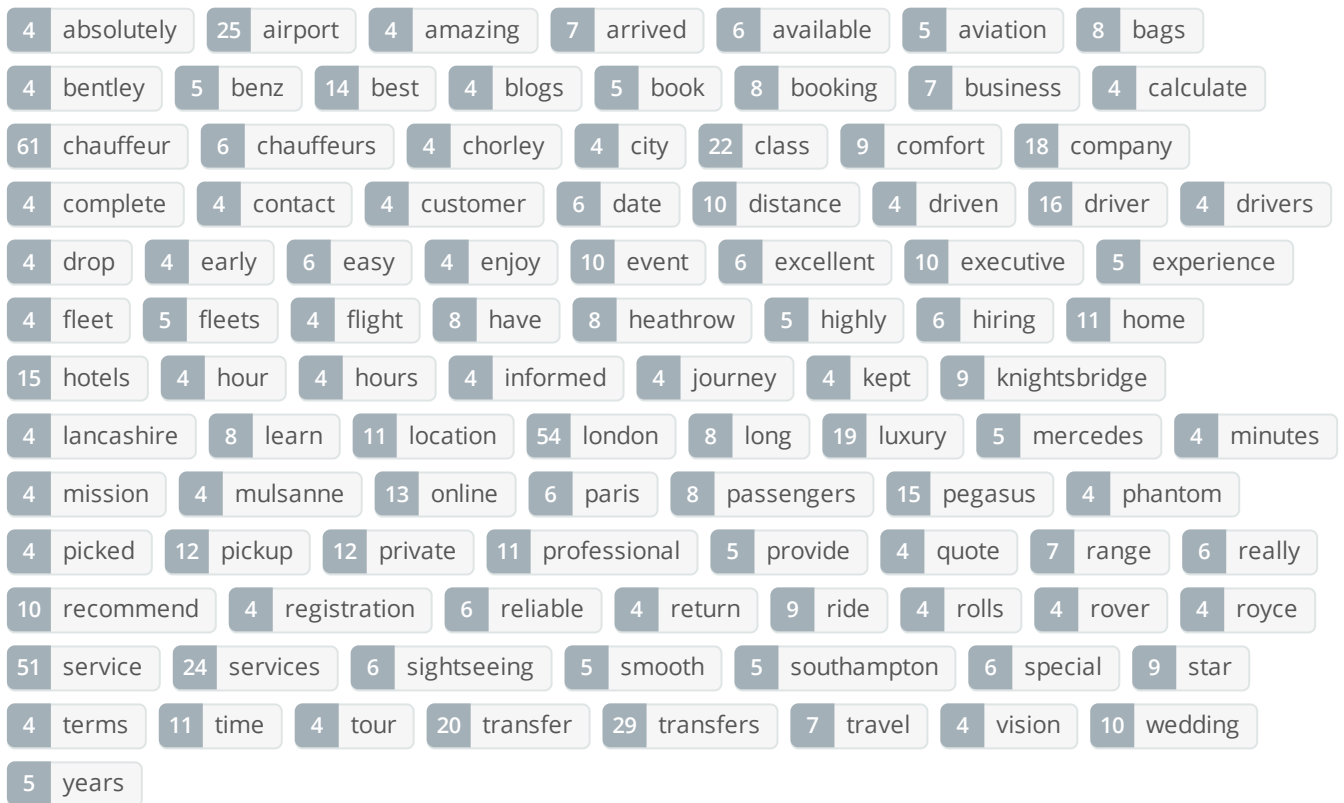 4 absolutely 25 airport 4 amazing 7 arrived 6 available 5 aviation 8 bags
4 bentley 5 benz 14 best 4 blogs 5 book 8 booking 7 business 4 calculate
61 chauffeur 6 chauffeurs 4 chorley 4 city 22 class 9 comfort 18 company
4 complete 4 contact 4 customer 6 date 10 distance 4 driven 16 driver 4 drivers
4 drop 4 early 6 easy 4 enjoy 10 event 6 excellent 10 executive 5 experience
4 fleet 5 fleets 4 flight 8 have 8 heathrow 5 highly 6 hiring 11 home
15 hotels 4 hour 4 hours 4 informed 4 journey 4 kept 9 knightsbridge
4 lancashire 8 learn 11 location 54 london 8 long 19 luxury 5 mercedes 4 minutes
4 mission 4 mulsanne 13 online 6 paris 8 passengers 15 pegasus 4 phantom
4 picked 12 pickup 12 private 11 professional 5 provide 4 quote 7 range 6 really
10 recommend 4 registration 6 reliable 4 return 9 ride 4 rolls 4 rover 4 royce
51 service 24 services 6 sightseeing 5 smooth 5 southampton 6 special 9 star
4 terms 11 time 4 tour 20 transfer 29 transfers 7 travel 4 vision 10 wedding
5 years